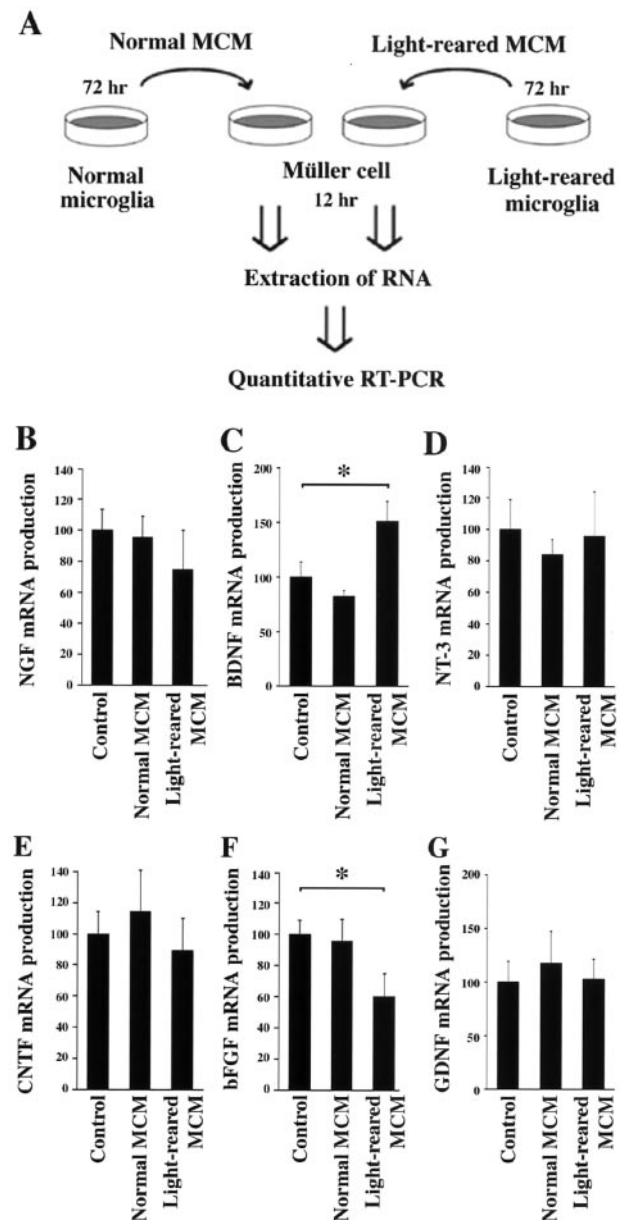 A
Normal MCM
Light-reared MCM
72 hr
72 hr
Normal
microglia
Müller cell
12 hr
Light-reared
microglia
Extraction of RNA
Quantitative RT-PCR
B
NGF mRNA production
140
120
100
80
60
40
20
0
Control
Normal MCM
Light-reared
MCM
C
BDNF mRNA production
200
150
100
50
0
*
Control
Normal MCM
Light-reared
MCM
D
NT-3 mRNA production
140
120
100
80
60
40
20
0
Control
Normal MCM
Light-reared
MCM
E
CNTF mRNA production
140
120
100
80
60
40
20
0
Control
Normal MCM
Light-reared
MCM
F
bFGF mRNA production
140
120
100
80
60
40
20
0
*
Control
Normal MCM
Light-reared
MCM
G
GDNF mRNA production
200
150
100
50
0
Control
Normal MCM
Light-reared
MCM